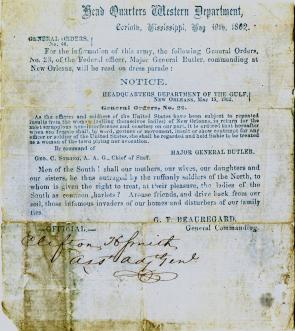 Head Quarters Western Department,
Corinth, Mississippi, May 19th, 1862.
GENERAL ORDERS,
No. 46.
For the information of this army, the following General Orders,
No. 28, of the Federal officer, Major General Butler, commanding at
New Orleans, will be read on dress parade:
NOTICE.
HEADQUARTERS DEPARTMENT OF THE GULF,
NEW ORLEANS, May 15, 1862.
General Orders, No. 28.
As the officers and soldiers of the United States have been subject to repeated
insults from the women (calling themselves ladies) of New Orleans, in return for the
most scrupulous non-interference and courtesy on our part, it is ordered that hereafter
when any female shall, by word, gesture, or movement, insult or show contempt for any
officer or soldier of the United States, she shall be regarded and held liable to be treated
as a woman of the town plying her avocation.
By command of
MAJOR GENERAL BUTLER.
GEO. C. STRONG, A. A. G., Chief of Staff.
Men of the South! shall our mothers, our wives, our daughters and
our sisters, be thus outraged by the ruffianly soldiers of the North, to
whom is given the right to treat, at their pleasure, the ladies of the
South as common harlots? Arouse friends, and drive back from our
soil, those infamous invaders of our homes and disturbers of our
family ties.
G. T. BEAUREGARD,
General Commanding.
OFFICIAL
Clifton H Smith
Ass Adj Genl